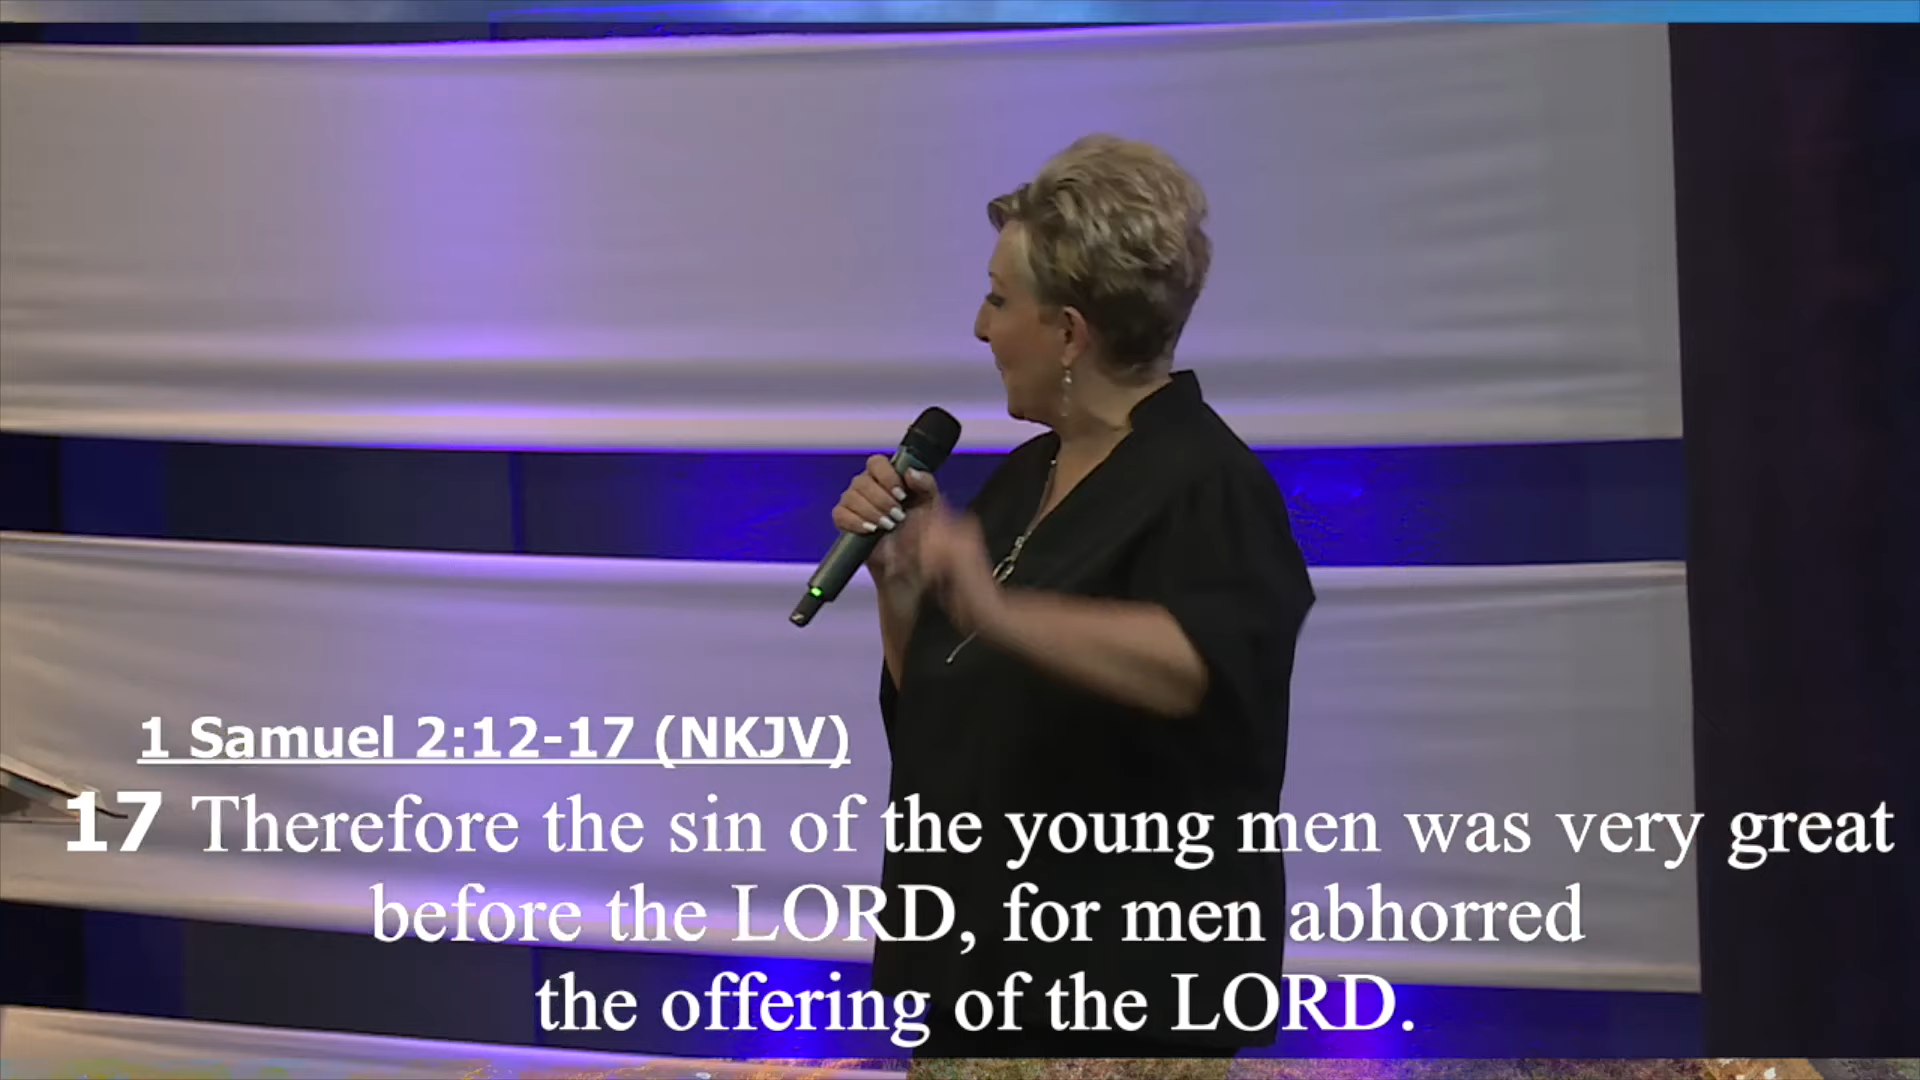 1 Samuel 2:12-17 (NKJV)
17 Therefore the sin of the young men was very great
before the LORD, for men abhorred
the offering of the LORD.